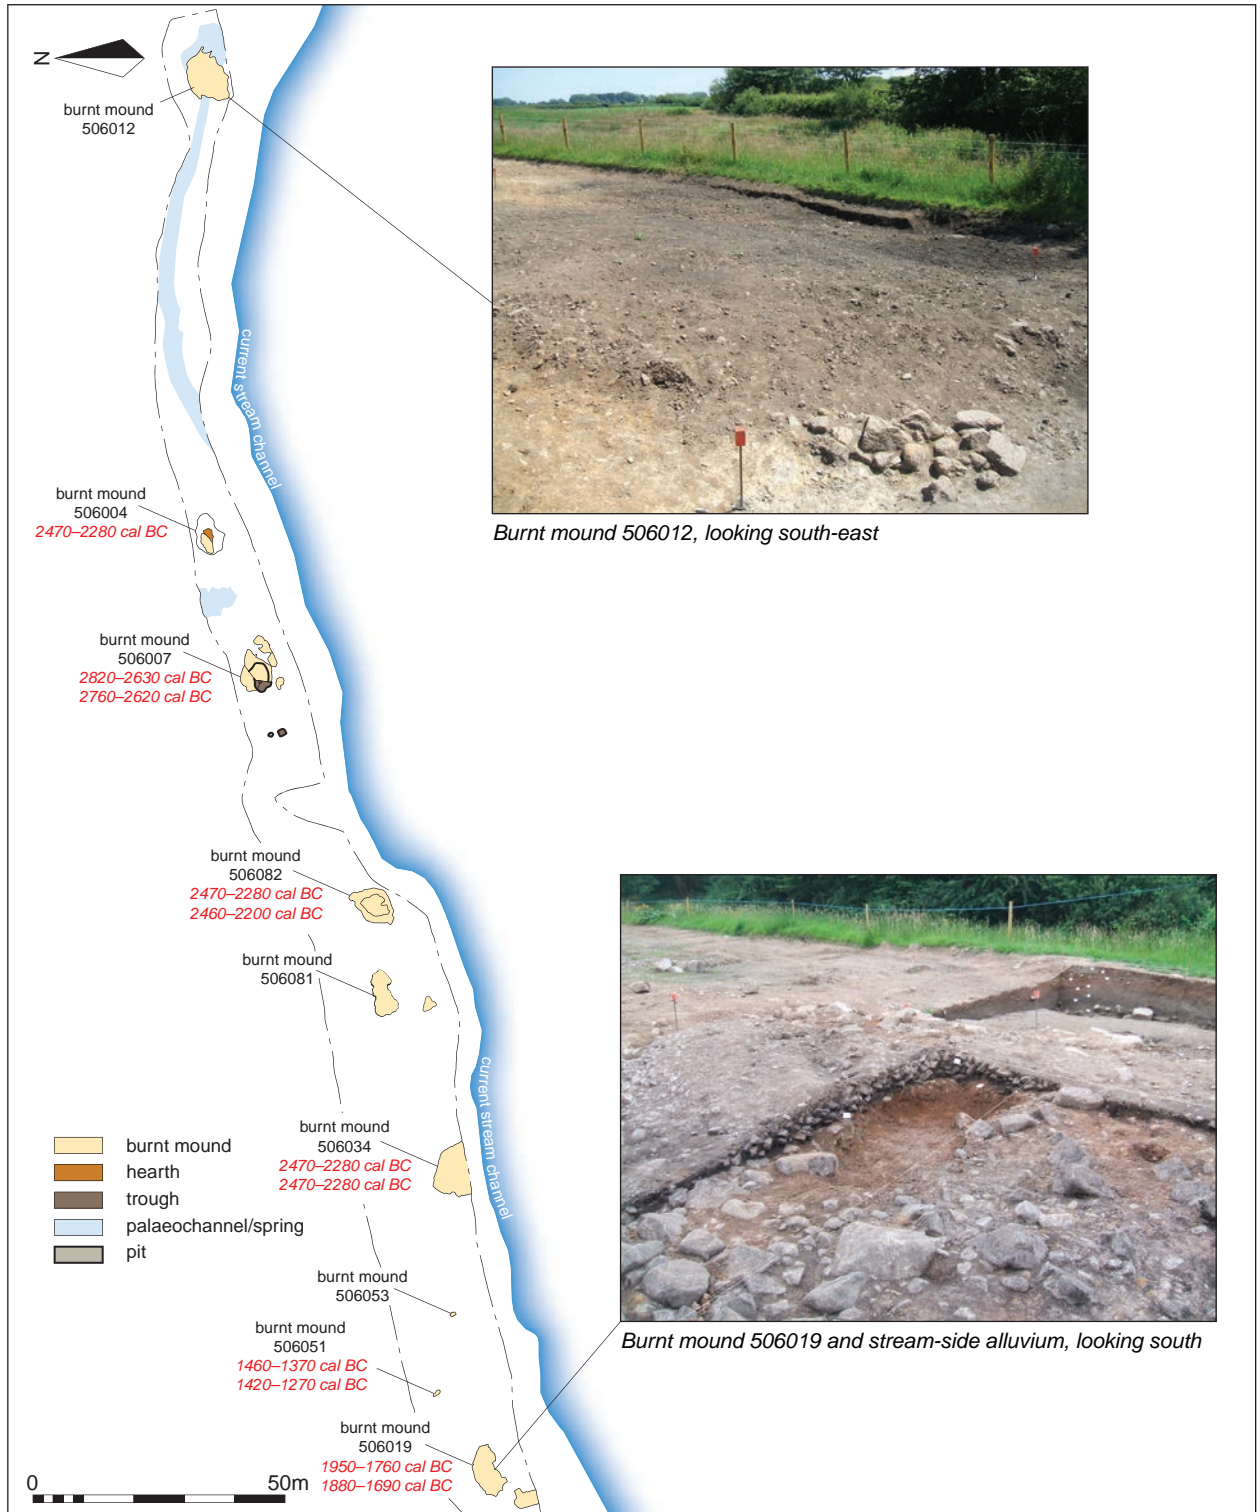 N
burnt mound
506012
Burnt mound 506012, looking south-east
current stream channel
burnt mound
506004
2470–2280 cal BC
burnt mound
506007
2820–2630 cal BC
2760–2620 cal BC
burnt mound
506082
2470–2280 cal BC
2460–2200 cal BC
burnt mound
506081
current stream channel
burnt mound
506034
2470–2280 cal BC
2470–2280 cal BC
burnt mound
hearth
trough
palaeochannel/spring
pit
burnt mound
506053
burnt mound
506051
1460–1370 cal BC
1420–1270 cal BC
Burnt mound 506019 and stream-side alluvium, looking south
burnt mound
506019
1950–1760 cal BC
1880–1690 cal BC
0 50m